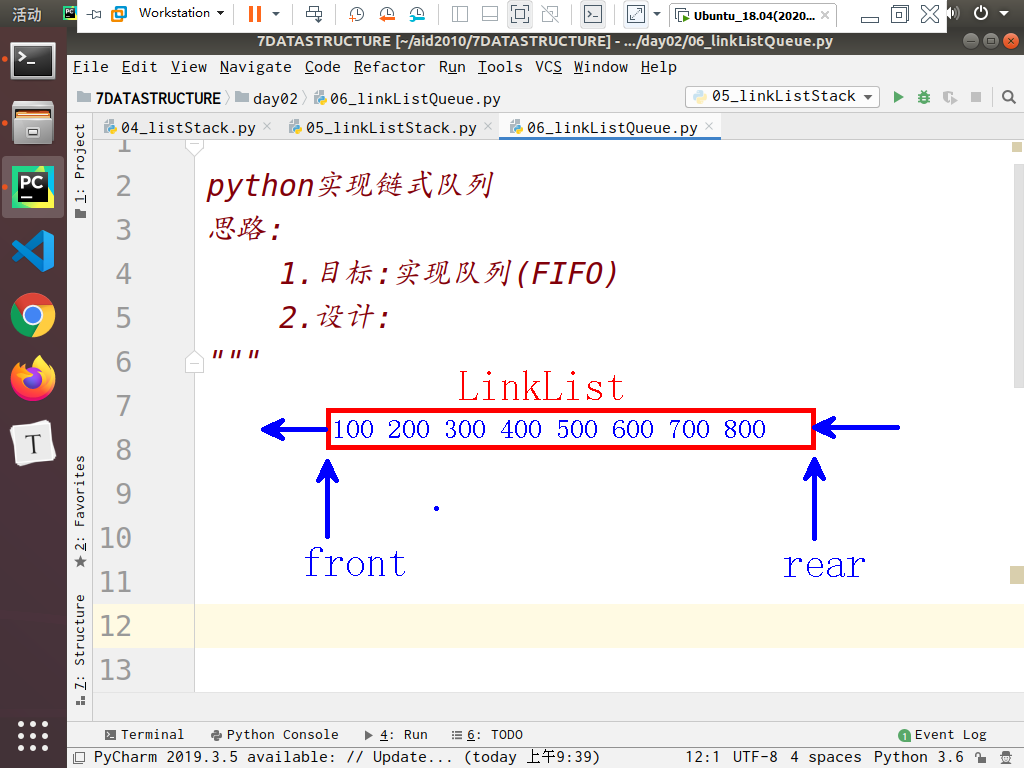 活动
Workstation
Ubuntu_18.04(2020...
7DATASTRUCTURE [~/aid2010/7DATASTRUCTURE] - .../day02/06_linkListQueue.py
File Edit View Navigate Code Refactor Run Tools VCS Window Help
7DATASTRUCTURE day02 06_linkListQueue.py
05_linkListStack
04_listStack.py 05_linkListStack.py 06_linkListQueue.py
1: Project
1
2 python实现链式队列
3 思路:
4 1.目标:实现队列(FIFO)
5 2.设计:
6 """
LinkList
7
100 200 300 400 500 600 700 800
8
9
10
front rear
11
12
13
2: Favorites
7: Structure
Terminal Python Console 4: Run 6: TODO 1 Event Log
PyCharm 2019.3.5 available: // Update... (today 上午9:39) 12:1 UTF-8 4 spaces Python 3.6
PC
T